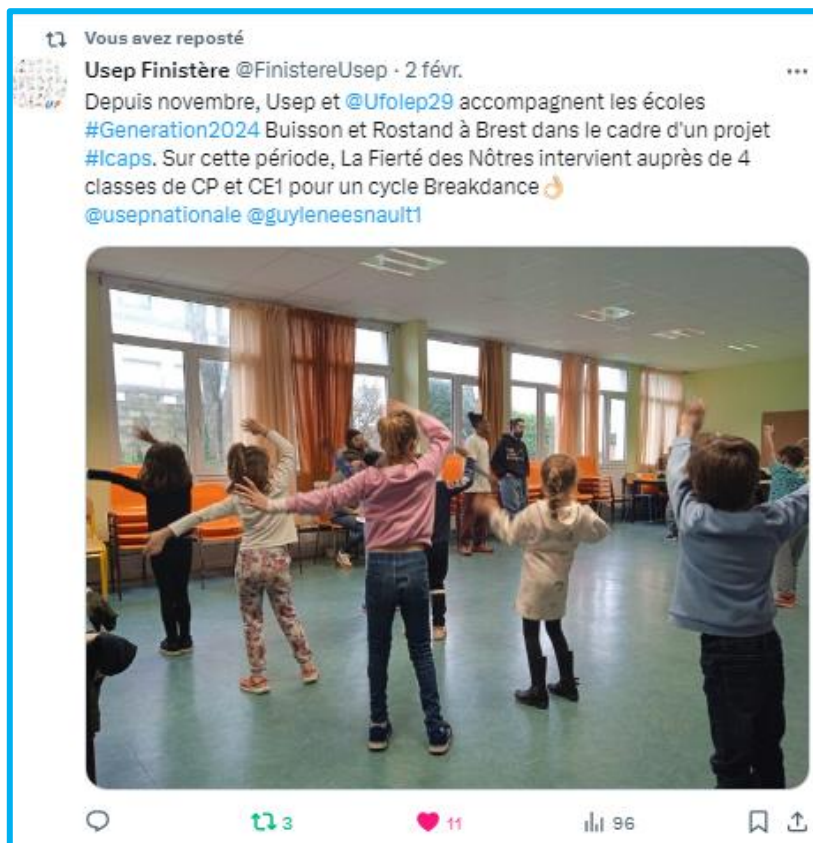 Vous avez reposté
Usep Finistère @FinistereUsep · 2 févr.
Depuis novembre, Usep et @Ufolep29 accompagnent les écoles
#Generation2024 Buisson et Rostand à Brest dans le cadre d'un projet
#Icaps. Sur cette période, La Fierté des Nôtres intervient auprès de 4
classes de CP et CE1 pour un cycle Breakdance👌🏻
@usepnationale @guyleneesnault1
3 11 96